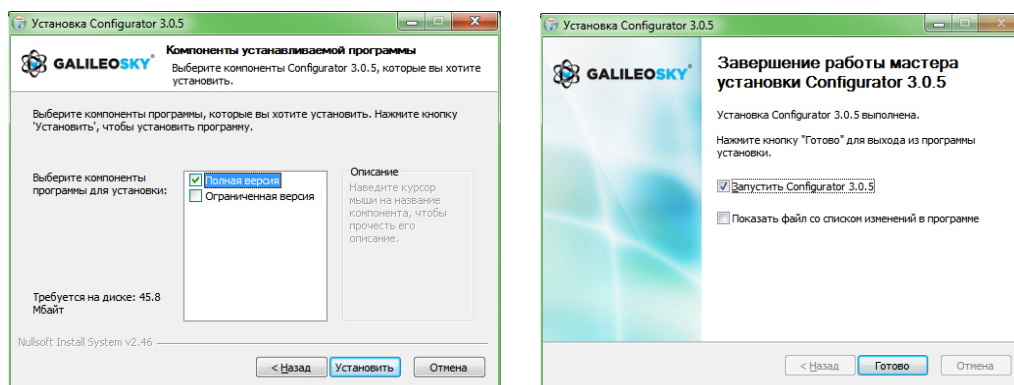 Установка Configurator 3.0.5
GALILEOSKY
Компоненты устанавливаемой программы
Выберите компоненты Configurator 3.0.5, которые вы хотите
установить.
Выберите компоненты программы, которые вы хотите установить. Нажмите кнопку
'Установить', чтобы установить программу.
Выберите компоненты
программы для установки:
Полная версия
Ограниченная версия
Описание
Наведите курсор
мыши на название
компонента, чтобы
прочесть его
описание.
Требуется на диске: 45.8
Мбайт
Nullsoft Install System v2.46
< Назад
Установить
Отмена
Установка Configurator 3.0.5
GALILEOSKY
Завершение работы мастера
установки Configurator 3.0.5
Установка Configurator 3.0.5 выполнена.
Нажмите кнопку "Готово" для выхода из программы
установки.
Запустить Configurator 3.0.5
Показать файл со списком изменений в программе
< Назад
Готово
Отмена